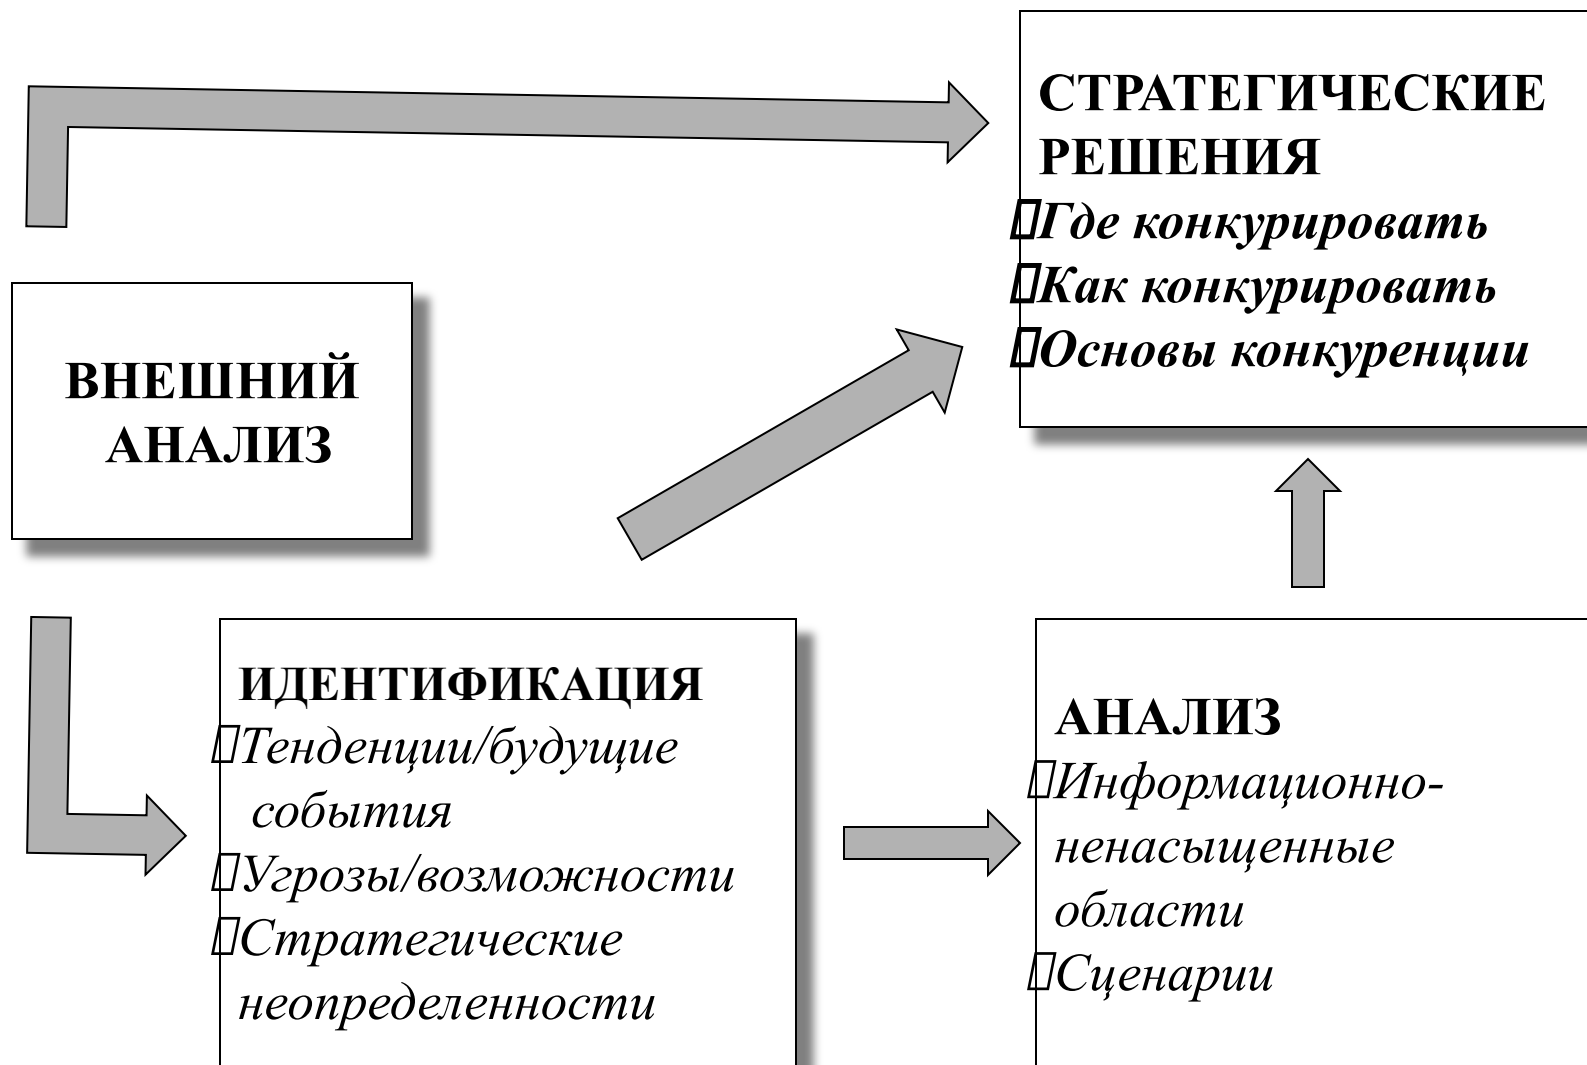 СТРАТЕГИЧЕСКИЕ
РЕШЕНИЯ
Где конкурировать
Как конкурировать
Основы конкуренции
ВНЕШНИЙ
АНАЛИЗ
ИДЕНТИФИКАЦИЯ
Тенденции/будущие
события
Угрозы/возможности
Стратегические
неопределенности
АНАЛИЗ
Информационно-
ненасыщенные
области
Сценарии